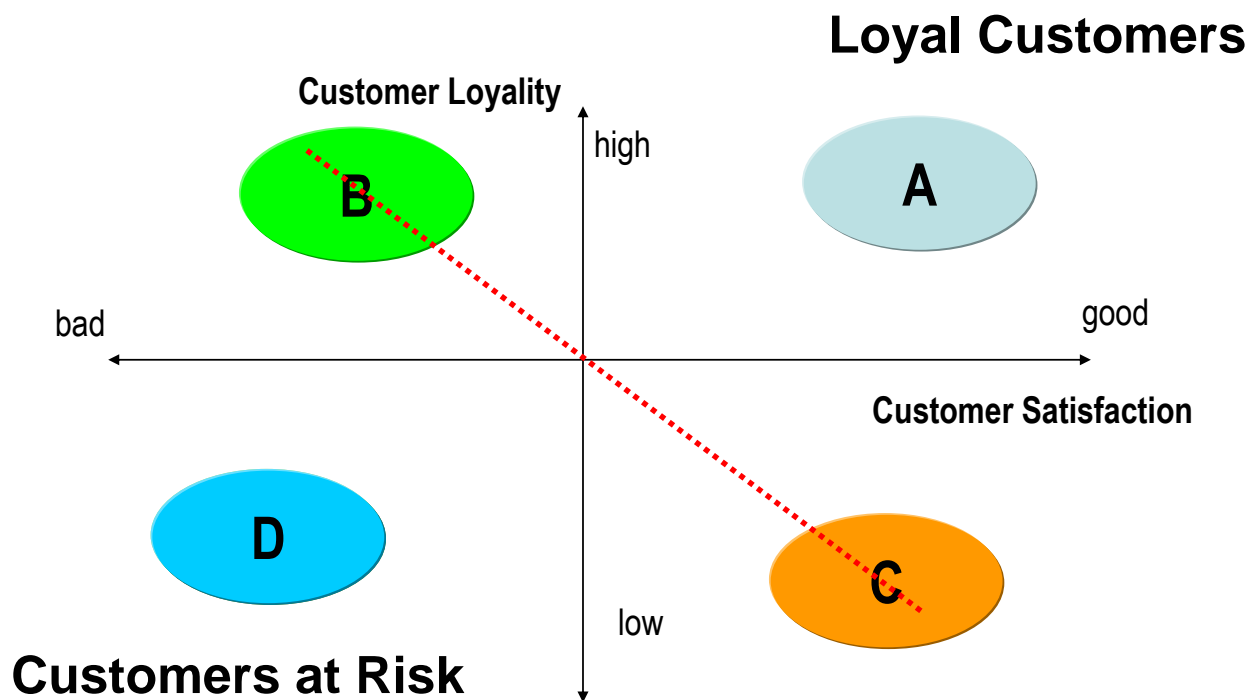 Loyal Customers
Customer Loyality
high
B
A
bad
good
Customer Satisfaction
D
C
low
Customers at Risk